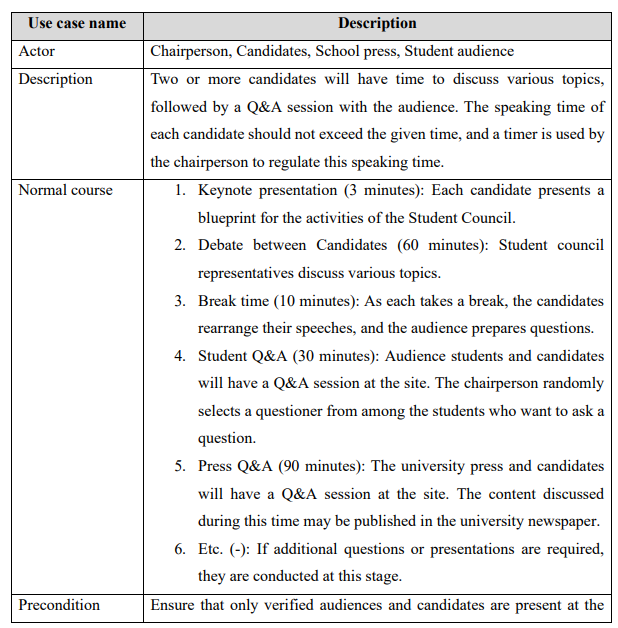 Use case name Description
Actor Chairperson, Candidates, School press, Student audience
Description Two or more candidates will have time to discuss various topics,
followed by a Q&A session with the audience. The speaking time of
each candidate should not exceed the given time, and a timer is used by
the chairperson to regulate this speaking time.
Normal course 1. Keynote presentation (3 minutes): Each candidate presents a
blueprint for the activities of the Student Council.
2. Debate between Candidates (60 minutes): Student council
representatives discuss various topics.
3. Break time (10 minutes): As each takes a break, the candidates
rearrange their speeches, and the audience prepares questions.
4. Student Q&A (30 minutes): Audience students and candidates
will have a Q&A session at the site. The chairperson randomly
selects a questioner from among the students who want to ask a
question.
5. Press Q&A (90 minutes): The university press and candidates
will have a Q&A session at the site. The content discussed
during this time may be published in the university newspaper.
6. Etc. (-): If additional questions or presentations are required,
they are conducted at this stage.
Precondition Ensure that only verified audiences and candidates are present at the